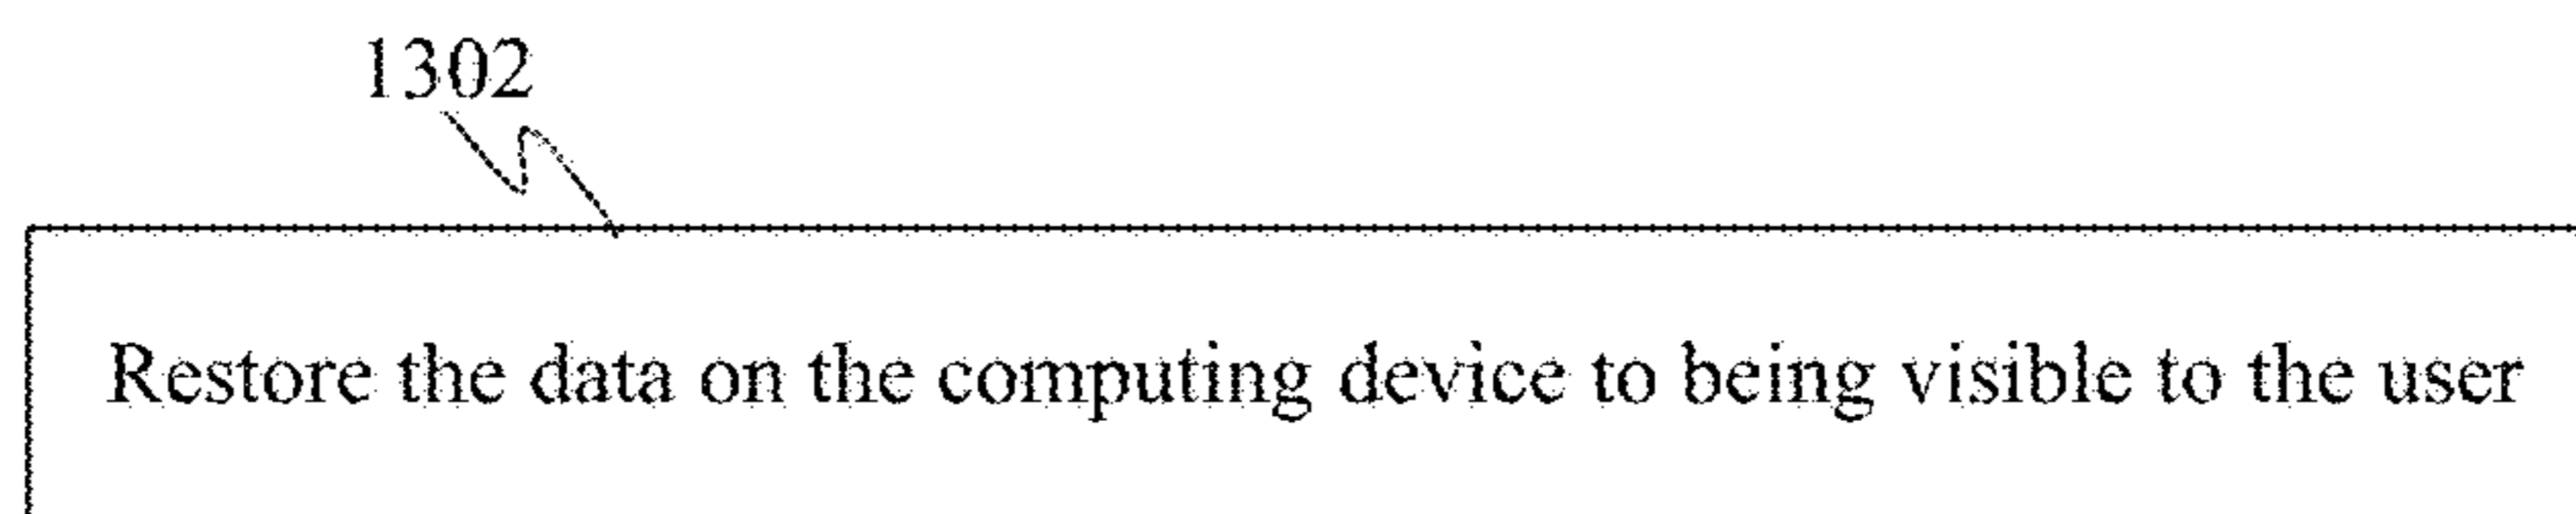 1302
Restore the data on the computing device to being visible to the user